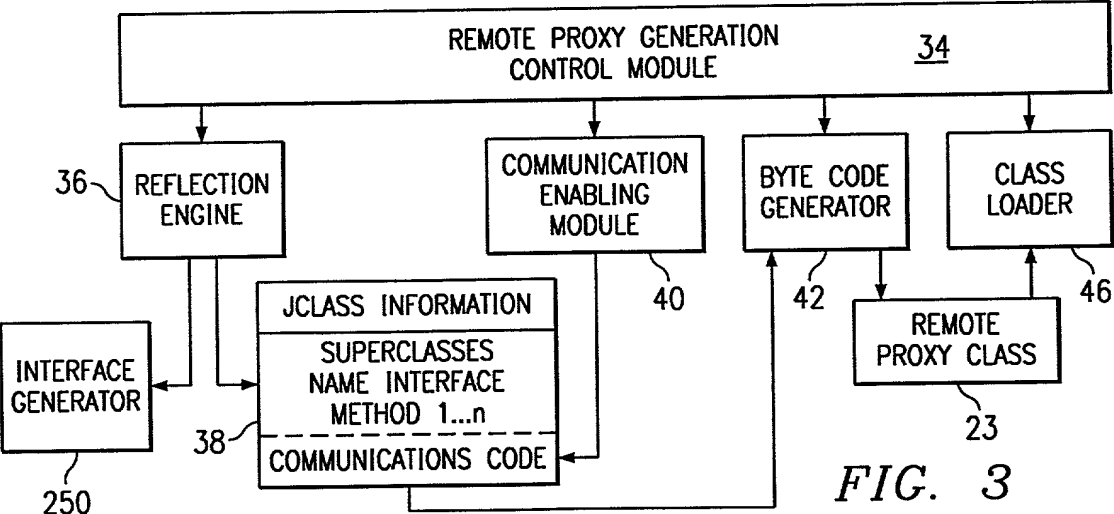 REMOTE PROXY GENERATION
CONTROL MODULE
34
36
REFLECTION
ENGINE
COMMUNICATION
ENABLING
MODULE
40
BYTE CODE
GENERATOR
42
CLASS
LOADER
46
INTERFACE
GENERATOR
250
JCLASS INFORMATION
SUPERCLASSES
NAME INTERFACE
METHOD 1...n
38
COMMUNICATIONS CODE
REMOTE
PROXY CLASS
23
FIG. 3